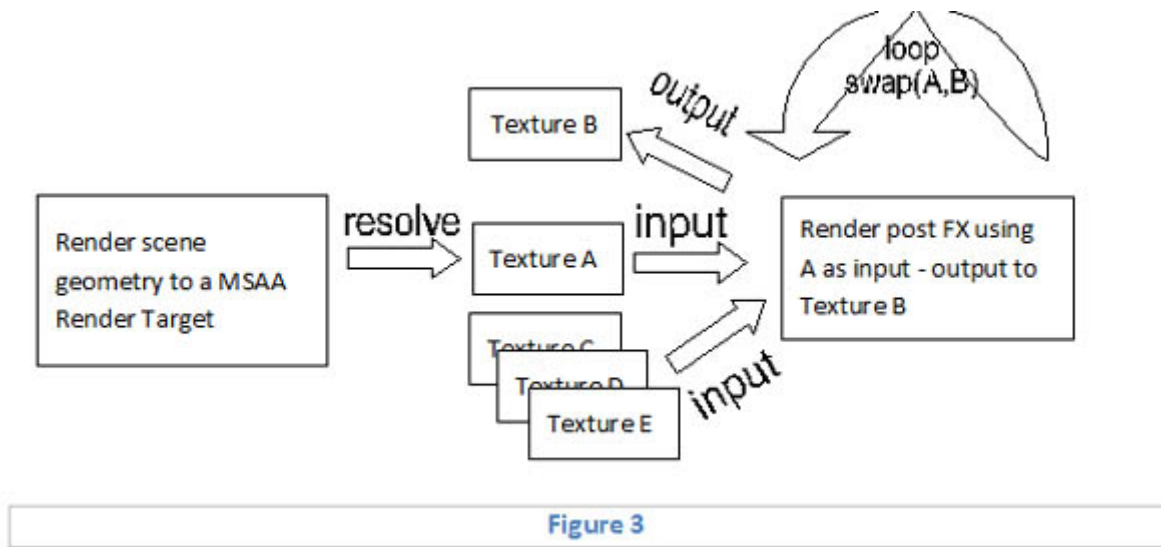 loop
swap(A,B)
output
Texture B
resolve
input
Render scene
geometry to a MSAA
Render Target
Texture A
Render post FX using
A as input - output to
Texture B
Texture C
Texture D
Texture E
input
Figure 3